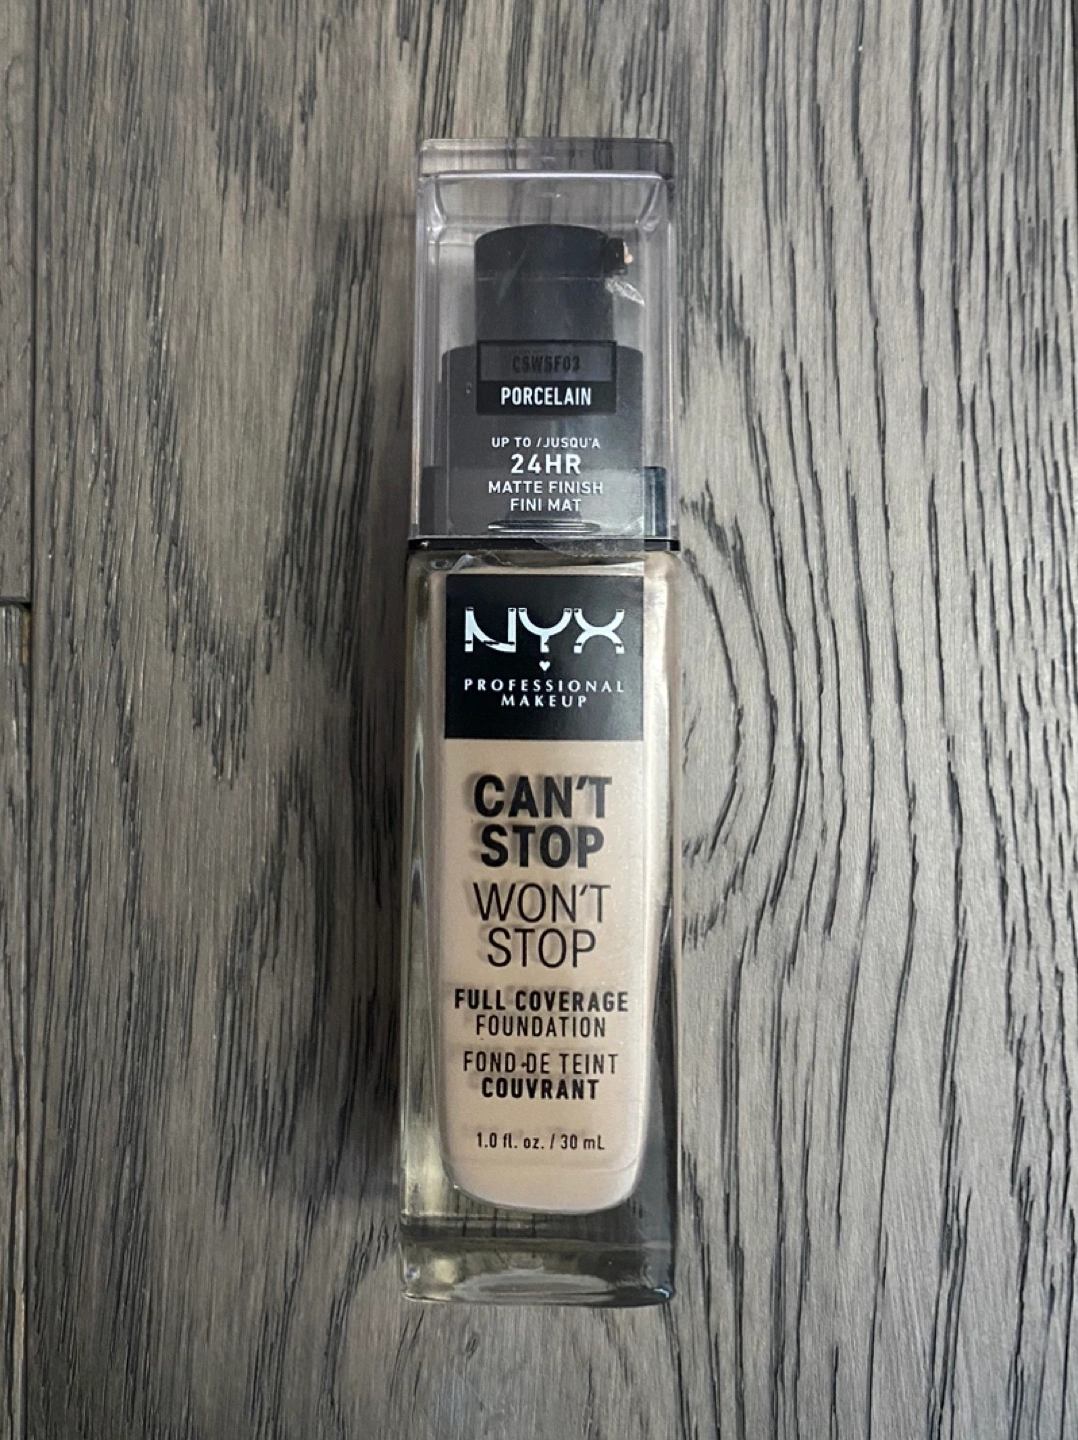 CSWSF03
PORCELAIN
UP TO / JUSQU'A
24HR
MATTE FINISH
FINI MAT
NYX
PROFESSIONAL
MAKEUP
CAN'T
STOP
WON'T
STOP
FULL COVERAGE
FOUNDATION
FOND DE TEINT
COUVRANT
1.0 fl. oz. / 30 mL